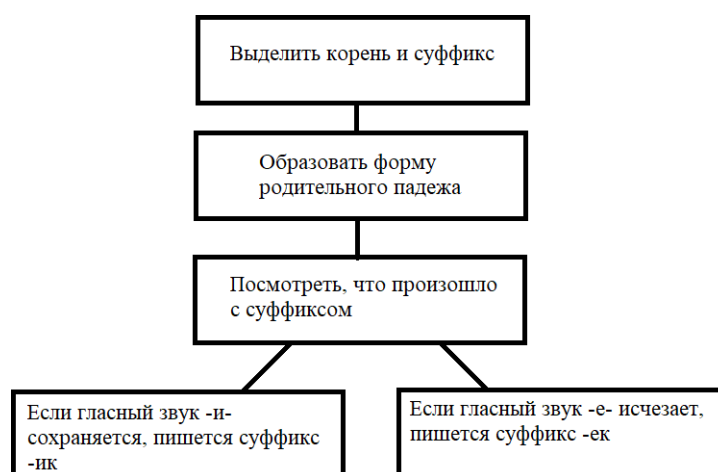 Выделить корень и суффикс
Образовать форму
родительного падежа
Посмотреть, что произошло
с суффиксом
Если гласный звук -и-
сохраняется, пишется суффикс
-ик
Если гласный звук -е- исчезает,
пишется суффикс -ек